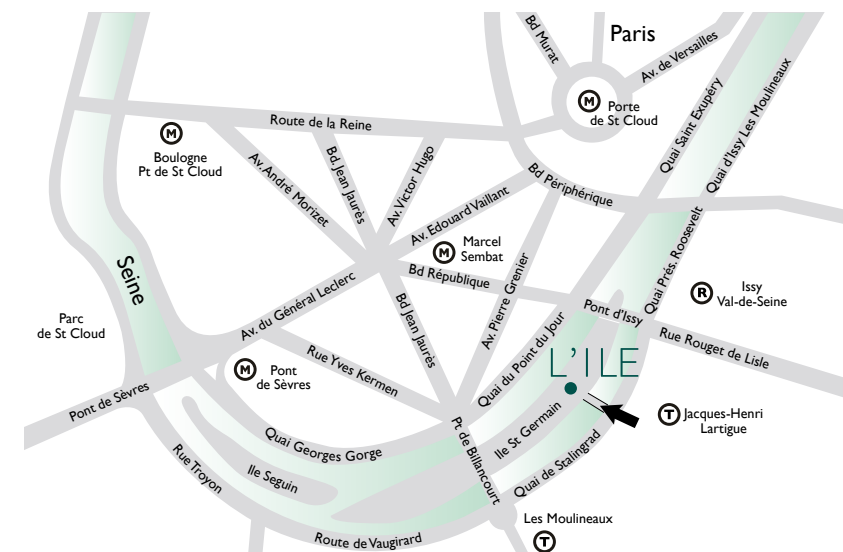 Bd Murat
Paris
Av. de Versailles
M
Porte
de St Cloud
Quai Saint Exupéry
Quai d'Issy Les Moulineaux
Route de la Reine
M
Boulogne
Pt de St Cloud
Av. André Morizet
Bd Jean Jaurès
Av. Victor Hugo
Av. Edouard Vaillant
Bd Périphérique
M
Marcel
Sembat
Bd République
Av. Pierre Grenier
Quai Prés. Roosevelt
R
Issy
Val-de-Seine
Seine
Parc
de St Cloud
Av. du Général Leclerc
Bd Jean Jaurès
Quai du Point du Jour
Pont d'Issy
Rue Rouget de Lisle
L'ILE
Rue Yves Kermen
M
Pont
de Sèvres
Pont de Sèvres
T
Jacques-Henri
Lartigue
Quai Georges Gorge
Pt de Billancourt
Ile St Germain
Quai de Stalingrad
Rue Troyon
Ile Seguin
Route de Vaugirard
Les Moulineaux
T